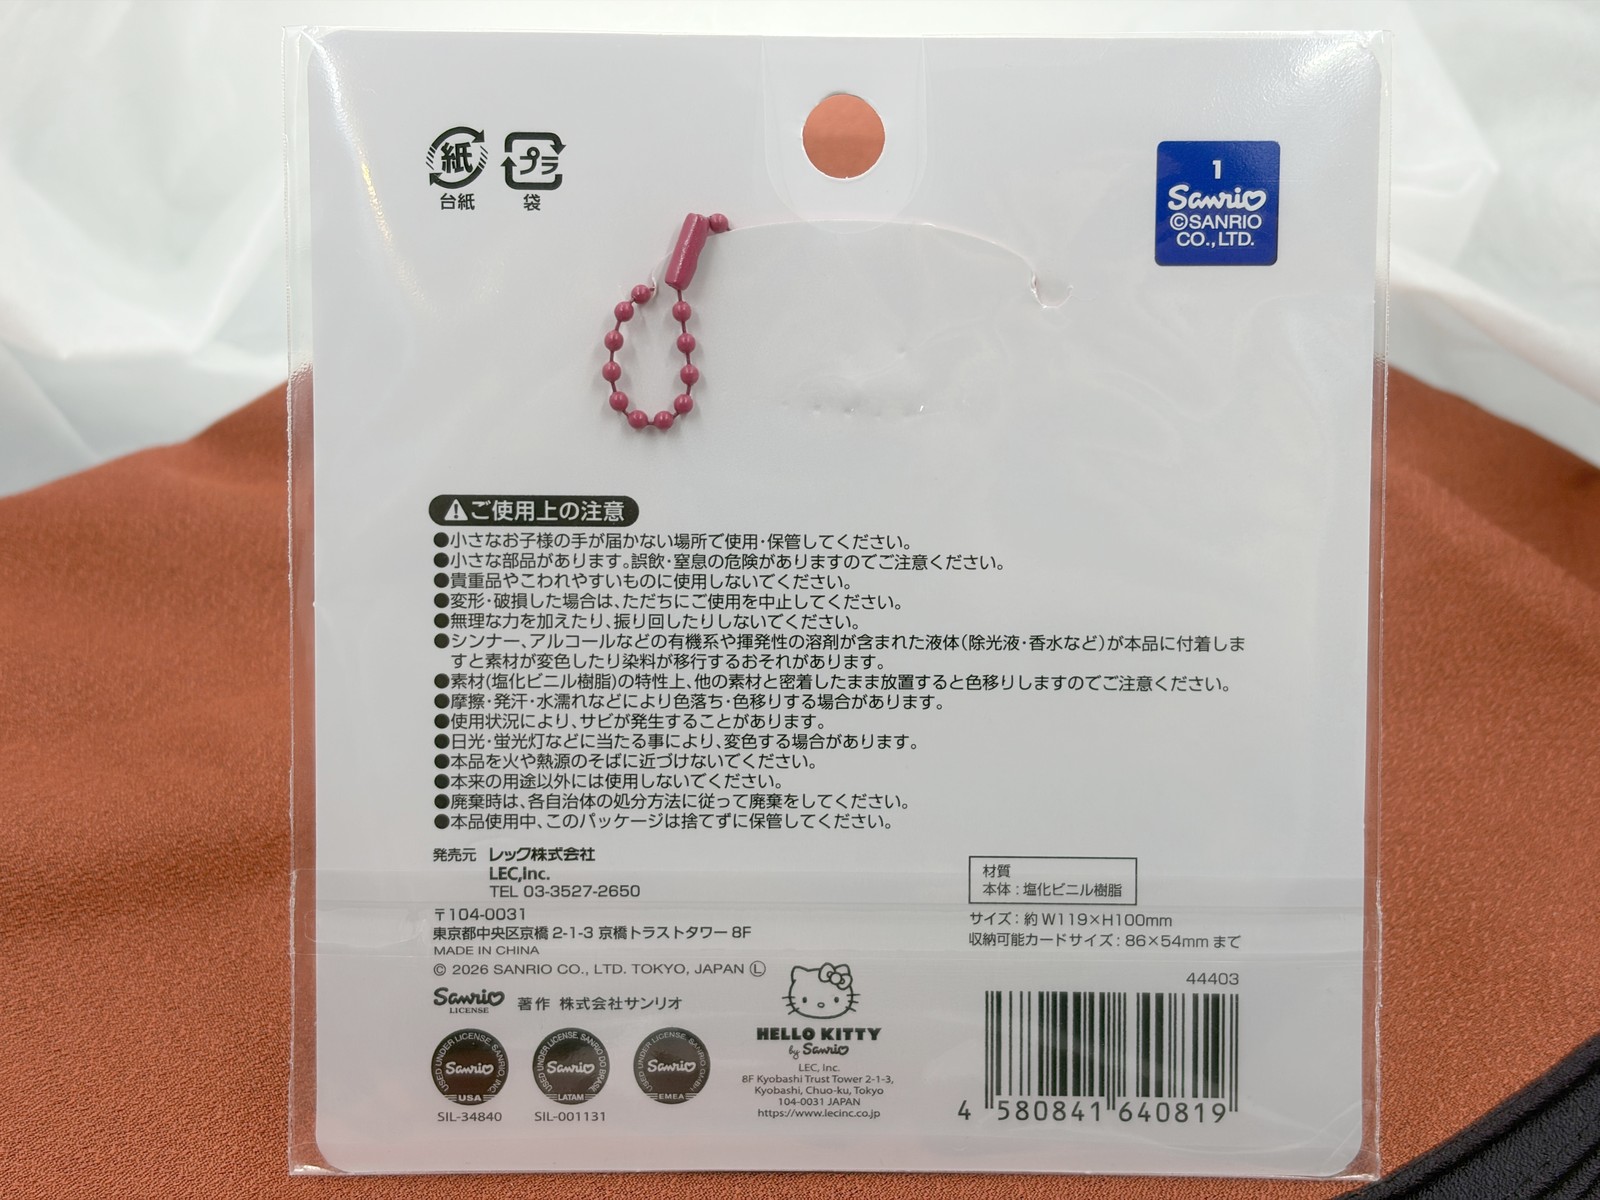 紙
台紙
プラ
袋
1
Sanrio
©SANRIO
CO.,LTD.
ご使用上の注意
●小さなお子様の手が届かない場所で使用・保管してください。
●小さな部品があります。誤飲・窒息の危険がありますのでご注意ください。
●貴重品やこわれやすいものに使用しないでください。
●変形・破損した場合は、ただちにご使用を中止してください。
●無理な力を加えたり、振り回したりしないでください。
●シンナー、アルコールなどの有機系や揮発性の溶剤が含まれた液体(除光液・香水など)が本品に付着しま
すと素材が変色したり染料が移行するおそれがあります。
●素材(塩化ビニル樹脂)の特性上、他の素材と密着したまま放置すると色移りしますのでご注意ください。
●摩擦・発汗・水濡れなどにより色落ち・色移りする場合があります。
●使用状況により、サビが発生することがあります。
●日光・蛍光灯などに当たる事により、変色する場合があります。
●本品を火や熱源のそばに近づけないでください。
●本来の用途以外には使用しないでください。
●廃棄時は、各自治体の処分方法に従って廃棄をしてください。
●本品使用中、このパッケージは捨てずに保管してください。
発売元 レック株式会社
LEC,Inc.
TEL 03-3527-2650
〒104-0031
東京都中央区京橋 2-1-3 京橋トラストタワー 8F
MADE IN CHINA
© 2026 SANRIO CO., LTD. TOKYO, JAPAN Ⓛ
Sanrio
LICENSE
著作 株式会社サンリオ
USED UNDER LICENSE. SANRIO, INC.
Sanrio
USA
SIL-34840
USED UNDER LICENSE SANRIO DO BRASIL
Sanrio
LATAM
SIL-001131
USED UNDER LICENSE. SANRIO GMBH
Sanrio
EMEA
HELLO KITTY
by Sanrio
LEC, Inc.
8F Kyobashi Trust Tower 2-1-3,
Kyobashi, Chuo-ku, Tokyo
104-0031 JAPAN
https://www.lecinc.co.jp
材質
本体：塩化ビニル樹脂
サイズ：約 W119×H100mm
収納可能カードサイズ：86×54mm まで
44403
4 580841 640819